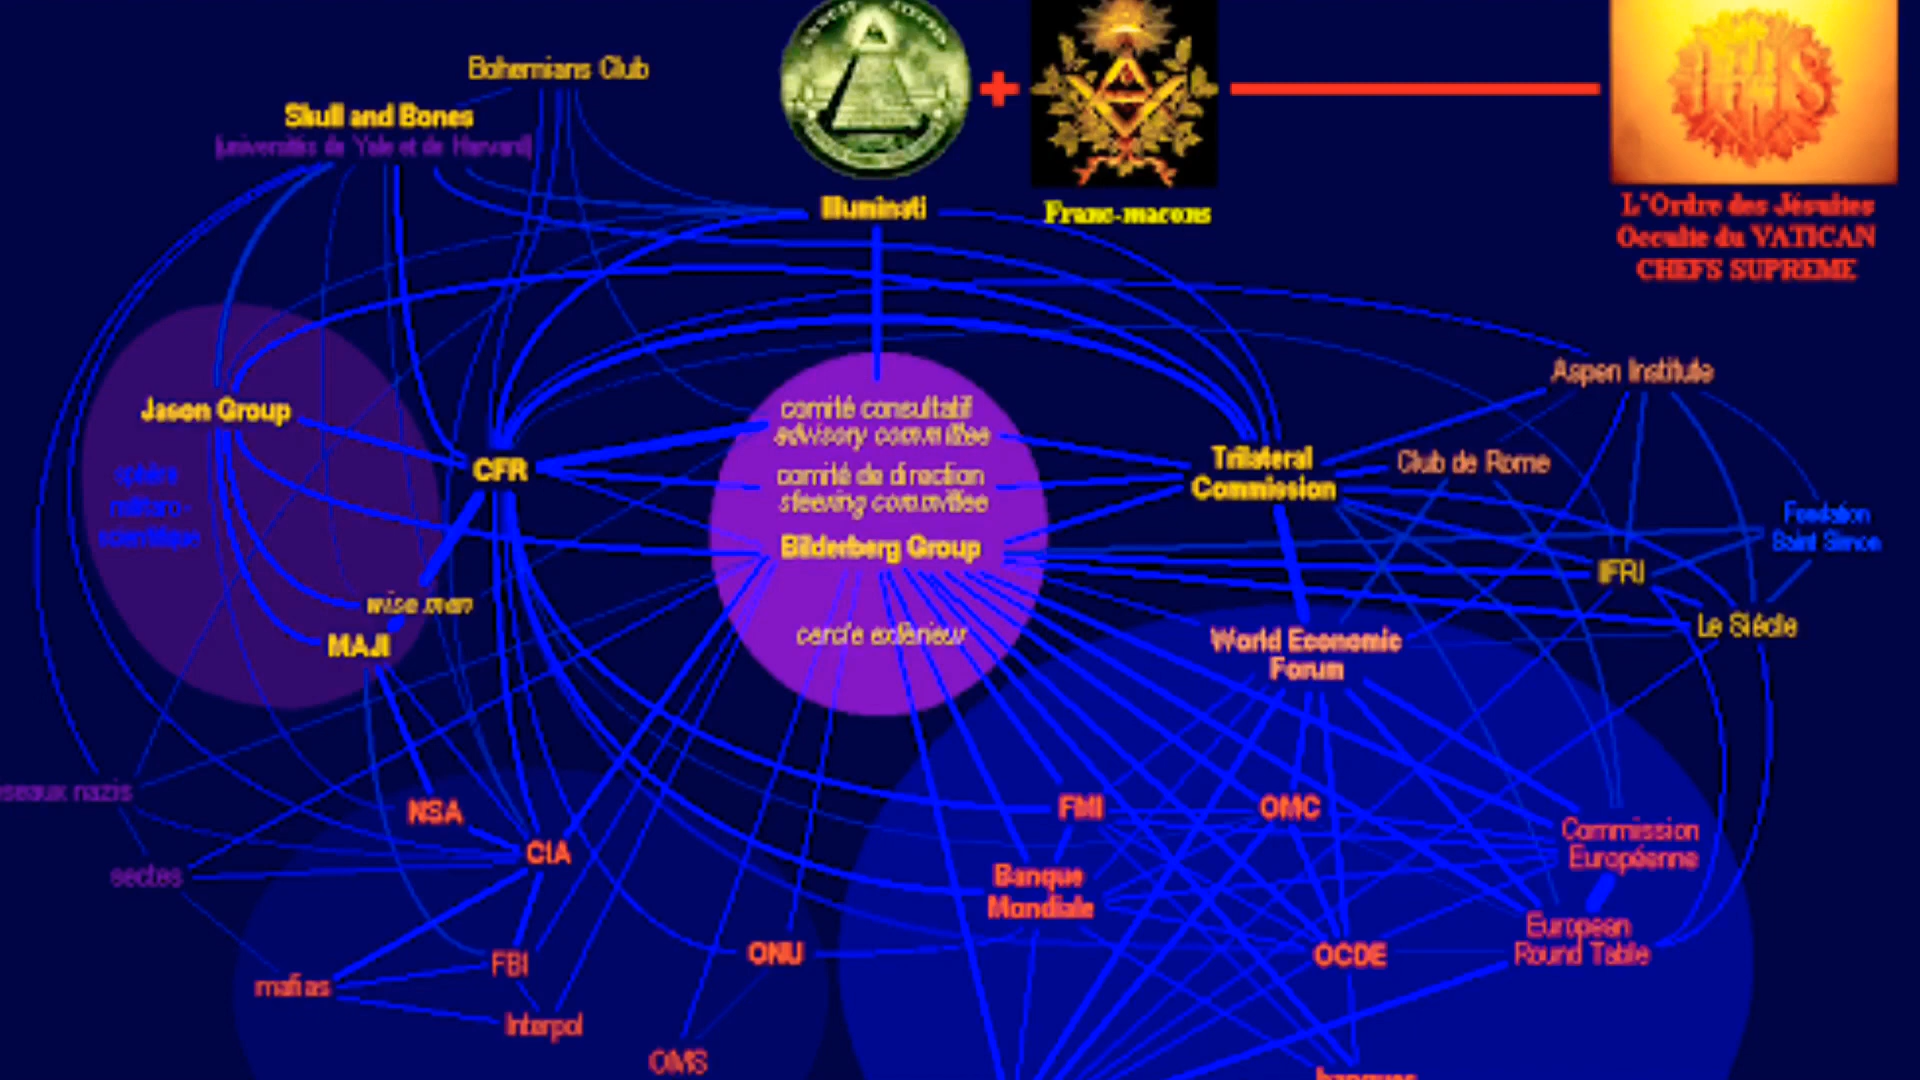 Bohemians Club
Skull and Bones
(universités de Yale et de Harvard)
Illuminati
Franc-macons
L'Ordre des Jésuites
Occulte du VATICAN
CHEFS SUPREME
Jason Group
sphère
militaro-
scientifique
CFR
comité consultatif
advisory committee
comité de direction
steering committee
Bilderberg Group
cercle extérieur
Trilateral
Commission
Aspen Institute
Club de Rome
Fondation
Saint Simon
IFRI
Le Siécle
wise men
MAJI
World Economic
Forum
eseaux nazis
NSA
CIA
sectes
FMI
OMC
Commission
Européenne
Banque
Mondiale
European
Round Table
ONU
OCDE
FBI
mafias
Interpol
OMS
banques